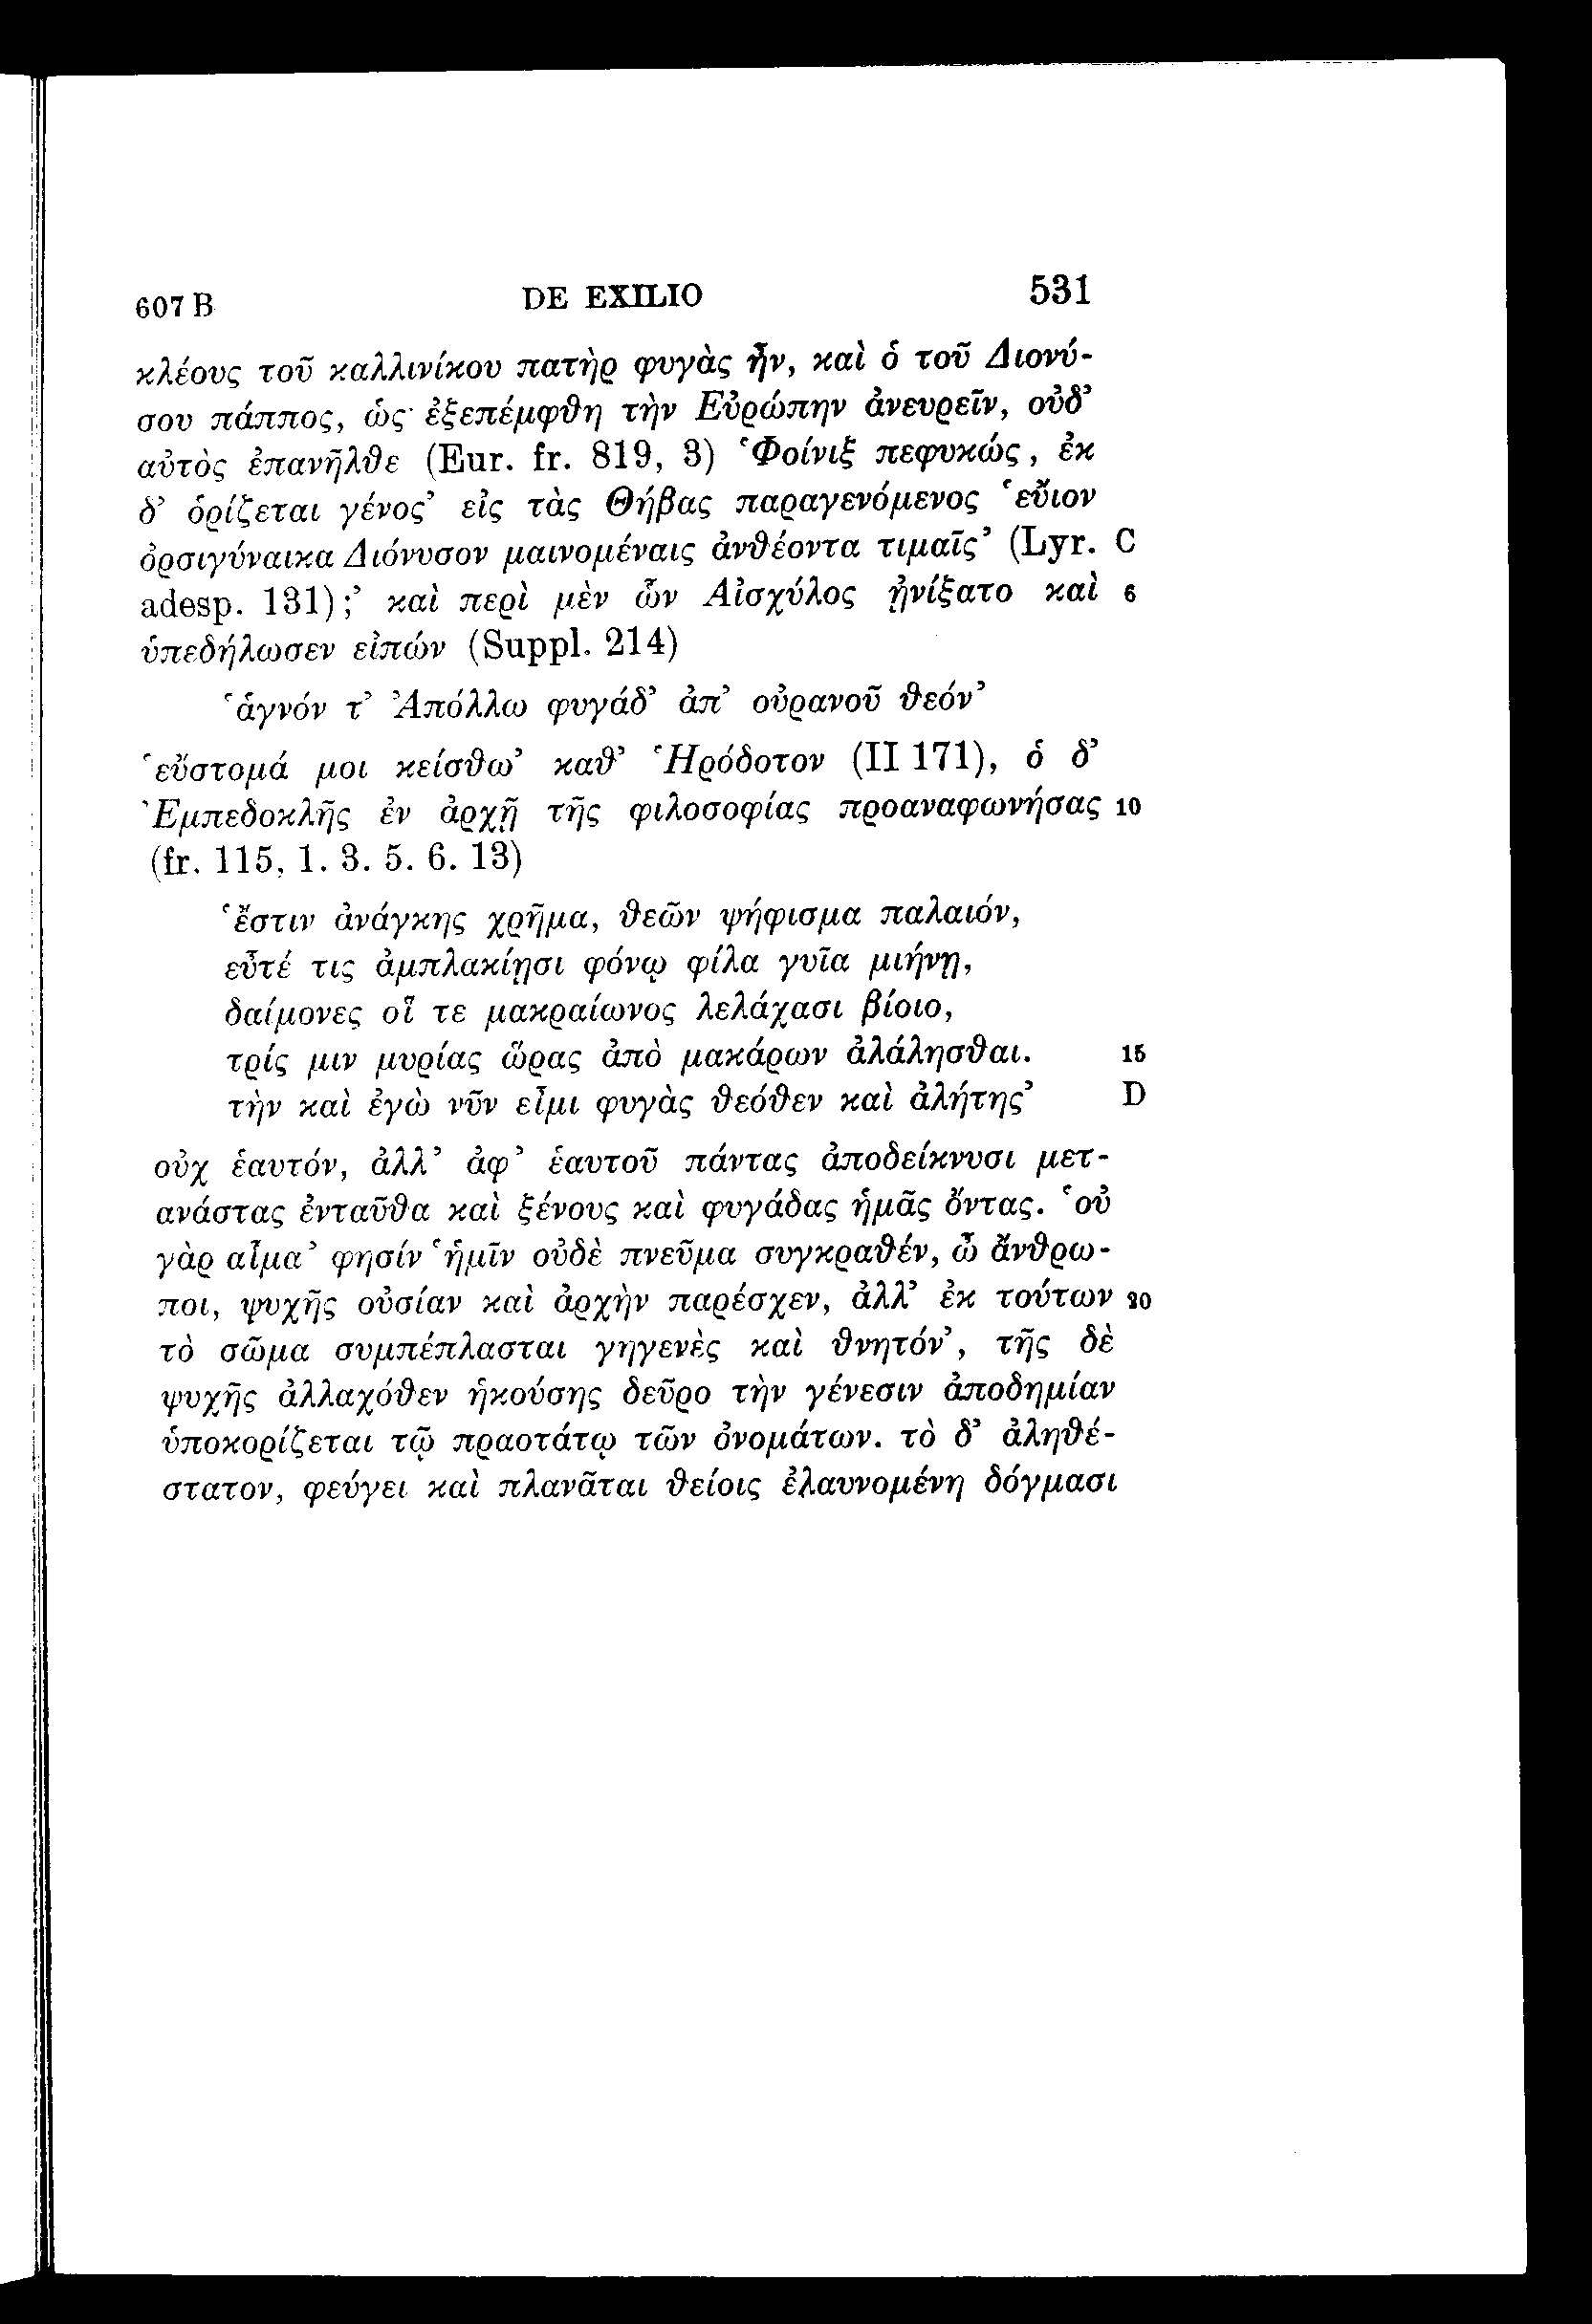 607 B DE EXILIO 531
κλέους τοῦ καλλινίκου πατὴρ φυγὰς ἦν, καὶ ὁ τοῦ Διονύ-
σου πάππος, ὡς ἐξεπέμφθη τὴν Εὐρώπην ἀνευρεῖν, οὐδ’
αὐτὸς ἐπανῆλθε (Eur. fr. 819, 3) ‘Φοίνιξ πεφυκώς, ἐκ
δ’ ὁρίζεται γένος’ εἰς τὰς Θήβας παραγενόμενος ‘εὔιον
ὀρσιγύναικα Διόνυσον μαινομέναις ἀνθέοντα τιμαῖς’ (Lyr. C
adesp. 131);’ καὶ περὶ μὲν ὧν Αἰσχύλος ᾐνίξατο καὶ 6
ὑπεδήλωσεν εἰπών (Suppl. 214)
‘ἁγνόν τ’ Ἀπόλλω φυγάδ’ ἀπ’ οὐρανοῦ θεόν’
‘εὔστομά μοι κείσθω’ καθ’ Ἡρόδοτον (II 171), ὁ δ’
Ἐμπεδοκλῆς ἐν ἀρχῇ τῆς φιλοσοφίας προαναφωνήσας 10
(fr. 115, 1. 3. 5. 6. 13)
‘ἔστιν ἀνάγκης χρῆμα, θεῶν ψήφισμα παλαιόν,
εὖτέ τις ἀμπλακίῃσι φόνῳ φίλα γυῖα μιήνῃ,
δαίμονες οἵ τε μακραίωνος λελάχασι βίοιο,
τρίς μιν μυρίας ὥρας ἀπὸ μακάρων ἀλάλησθαι. 15
τὴν καὶ ἐγὼ νῦν εἶμι φυγὰς θεόθεν καὶ ἀλήτης’ D
οὐχ ἑαυτόν, ἀλλ’ ἀφ’ ἑαυτοῦ πάντας ἀποδείκνυσι μετ-
ανάστας ἐνταῦθα καὶ ξένους καὶ φυγάδας ἡμᾶς ὄντας. ‘οὐ
γὰρ αἷμα’ φησίν ‘ἡμῖν οὐδὲ πνεῦμα συγκραθέν, ὦ ἄνθρω-
ποι, ψυχῆς οὐσίαν καὶ ἀρχὴν παρέσχεν, ἀλλ’ ἐκ τούτων 20
τὸ σῶμα συμπέπλασται γηγενὲς καὶ θνητόν’, τῆς δὲ
ψυχῆς ἀλλαχόθεν ἡκούσης δεῦρο τὴν γένεσιν ἀποδημίαν
ὑποκορίζεται τῷ πραοτάτῳ τῶν ὀνομάτων. τὸ δ’ ἀληθέ-
στατον, φεύγει καὶ πλανᾶται θείοις ἐλαυνομένη δόγμασι